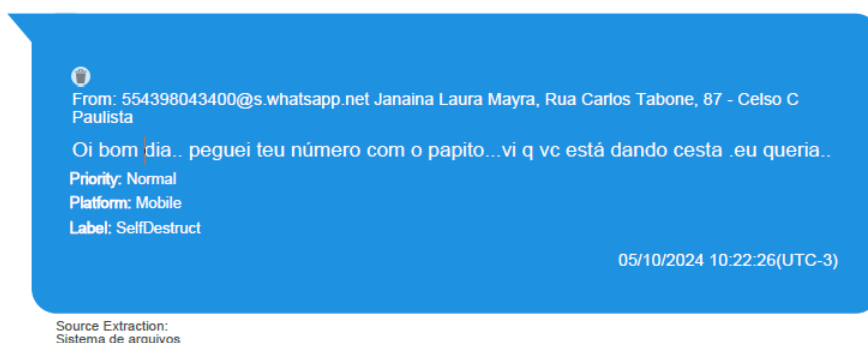 From: 554398043400@s.whatsapp.net Janaina Laura Mayra, Rua Carlos Tabone, 87 - Celso C
Paulista
Oi bom dia.. peguei teu número com o papito...vi q vc está dando cesta .eu queria..
Priority: Normal
Platform: Mobile
Label: SelfDestruct
05/10/2024 10:22:26(UTC-3)
Source Extraction:
Sistema de arquivos